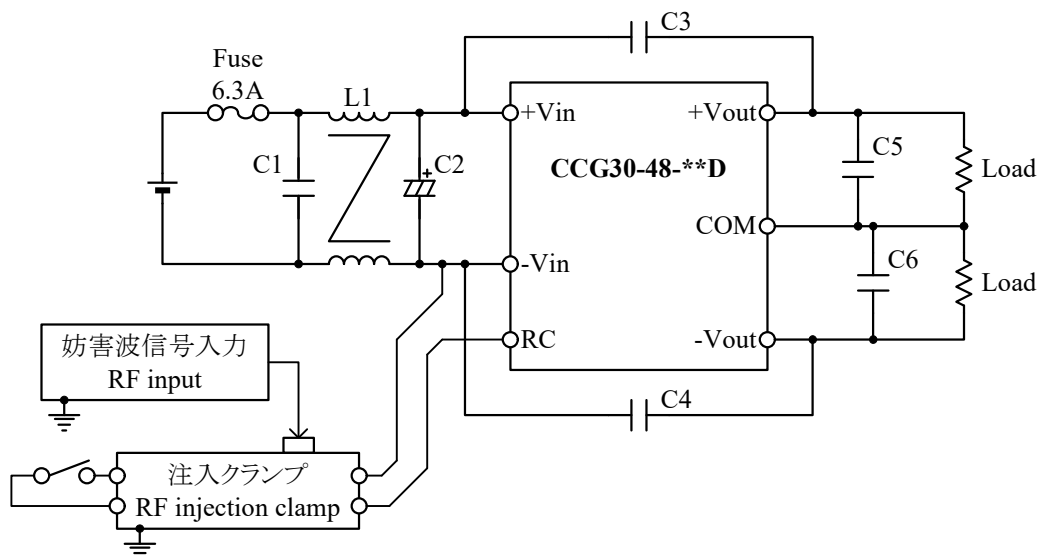 C3
Fuse
6.3A
L1
+Vin
+Vout
C1
C2
+
CCG30-48-**D
C5
Load
COM
-Vin
C6
Load
RC
-Vout
妨害波信号入力
RF input
C4
注入クランプ
RF injection clamp